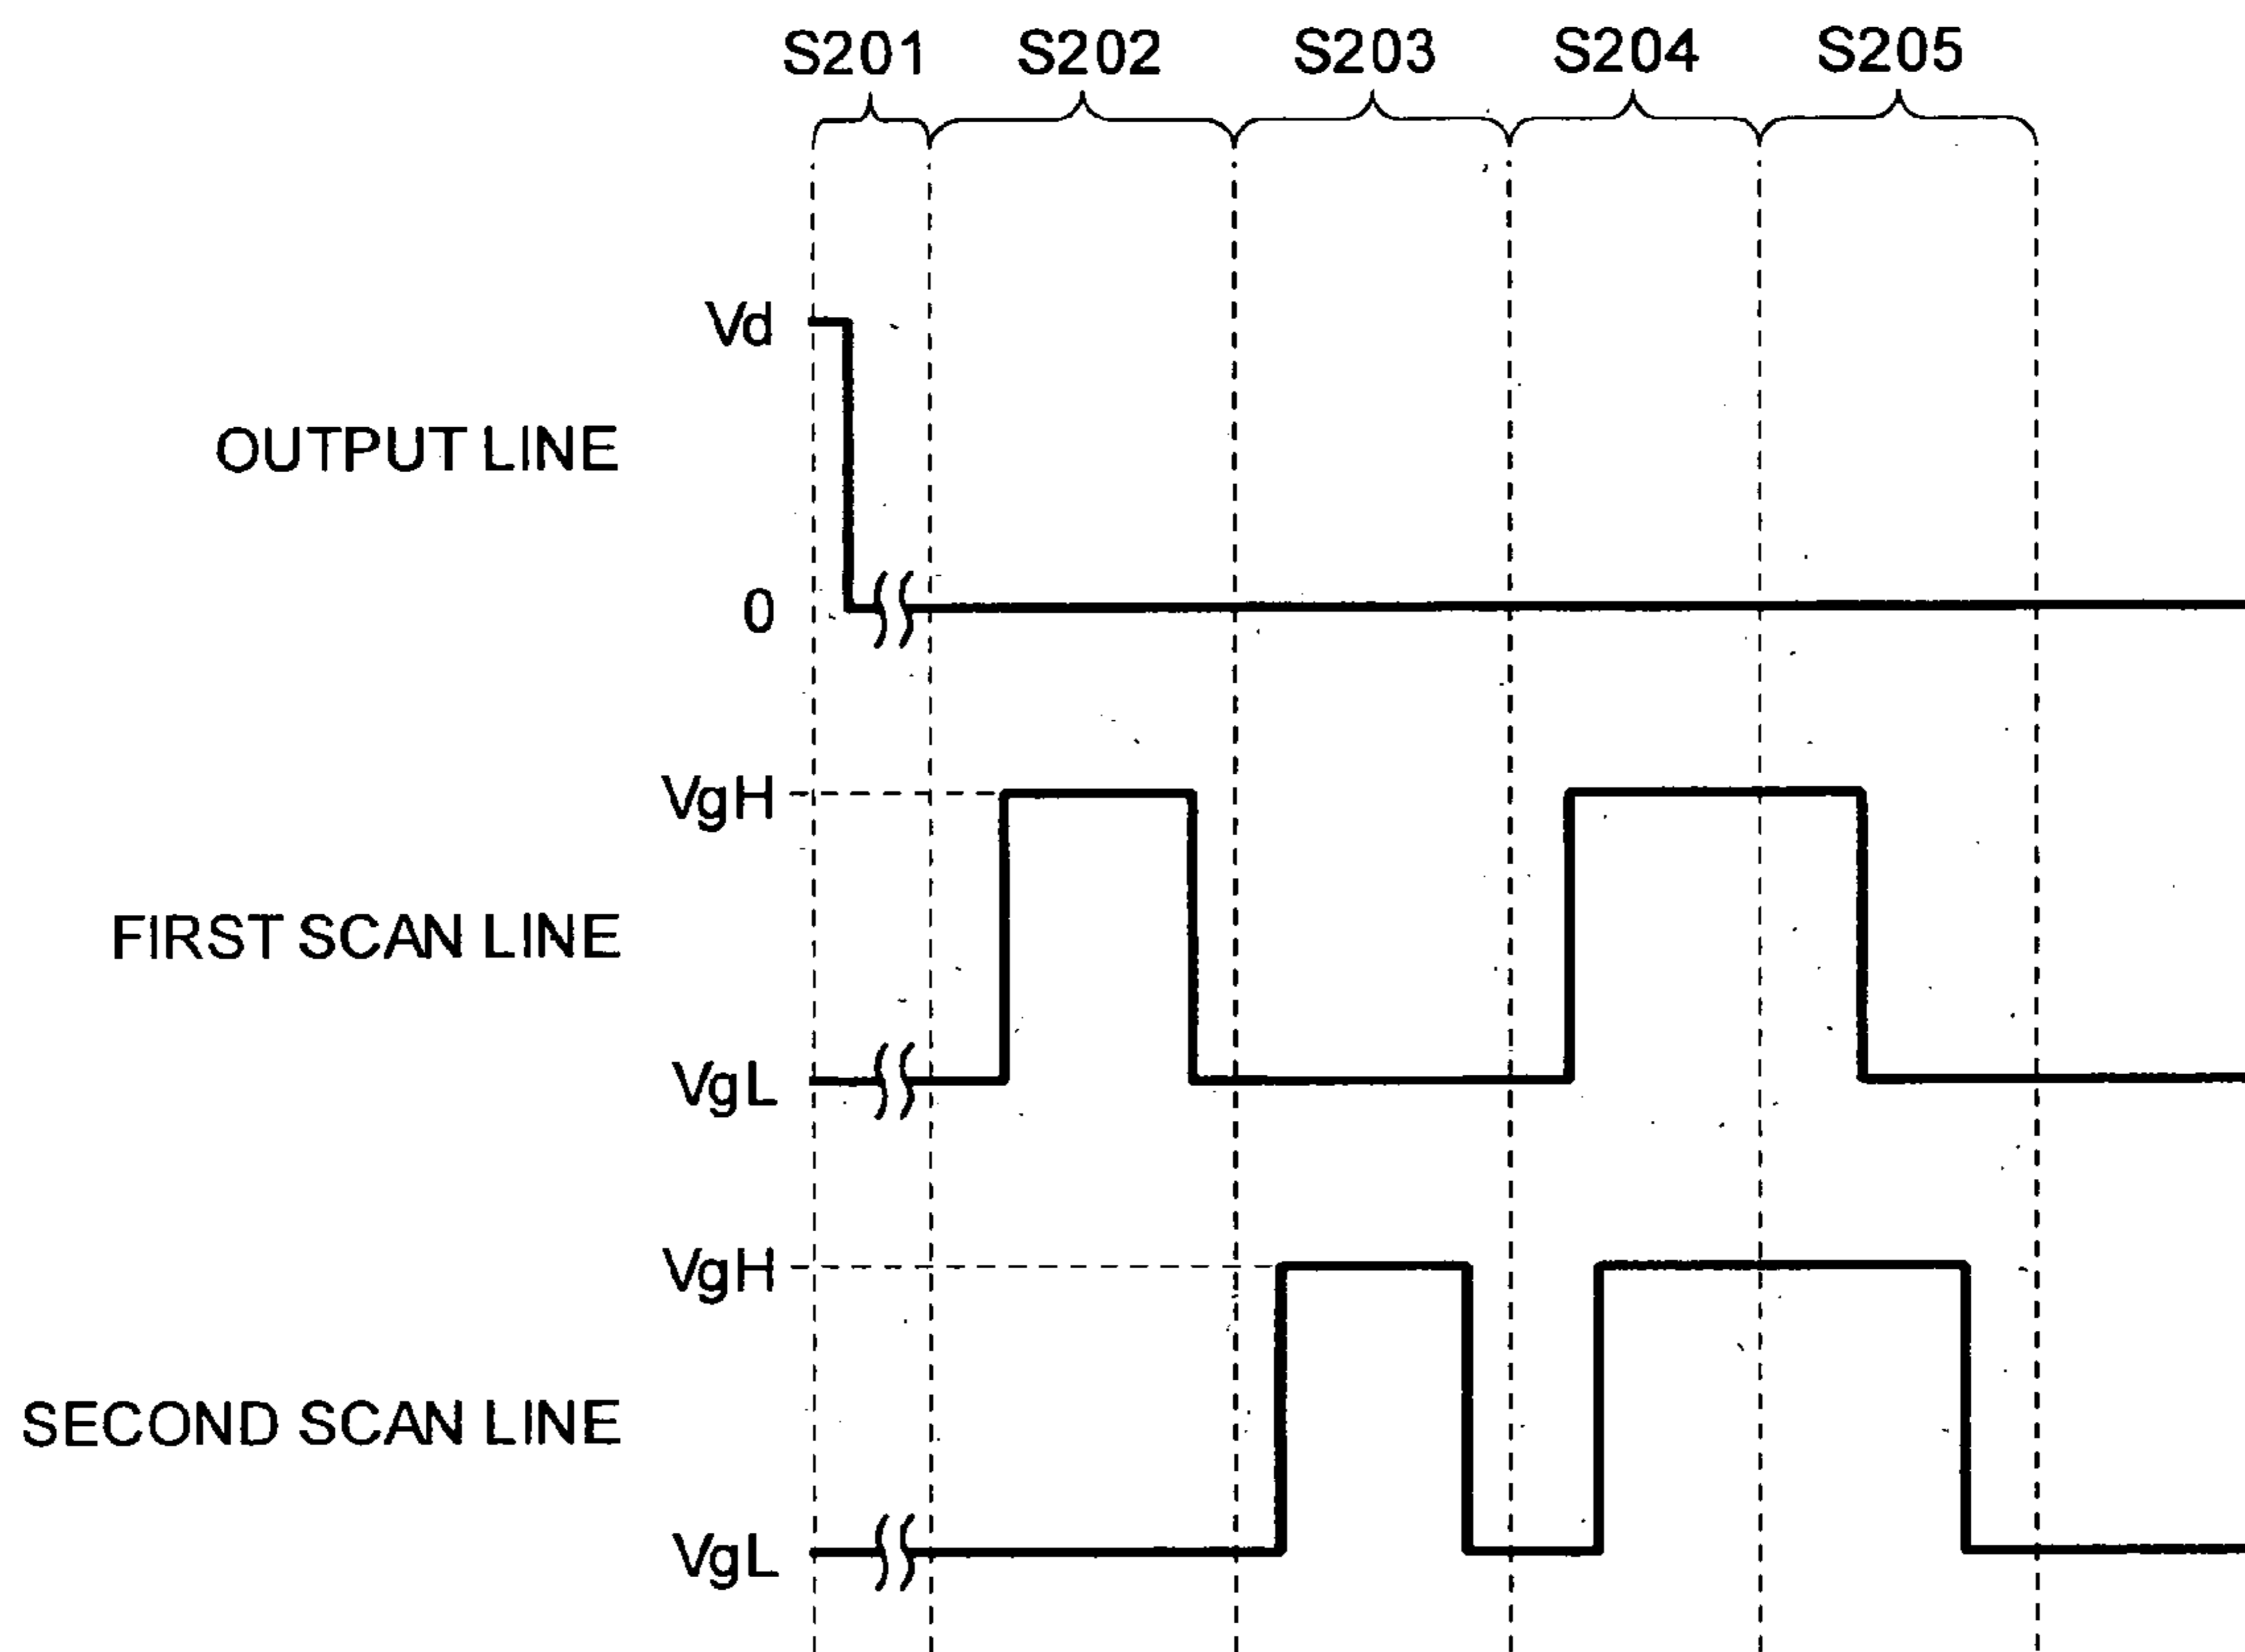 S201 S202 S203 S204 S205
Vd
OUTPUT LINE
0
VgH
FIRST SCAN LINE
VgL
VgH
SECOND SCAN LINE
VgL